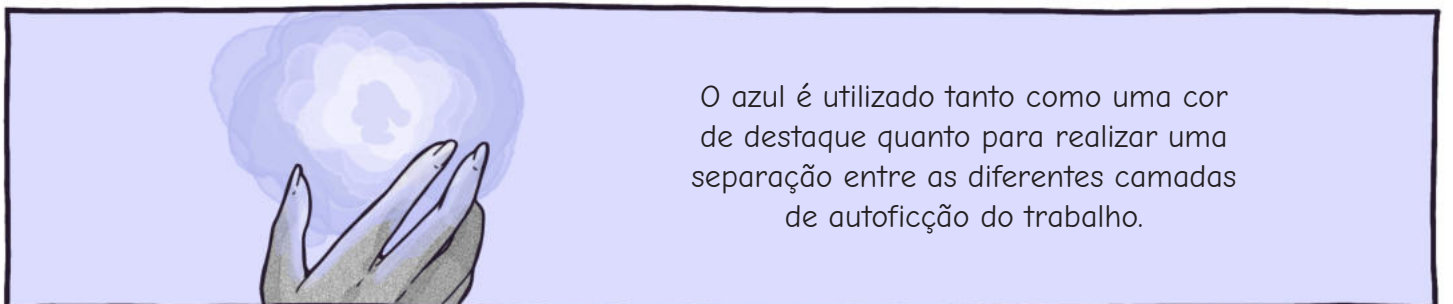 O azul é utilizado tanto como uma cor
de destaque quanto para realizar uma
separação entre as diferentes camadas
de autoficção do trabalho.